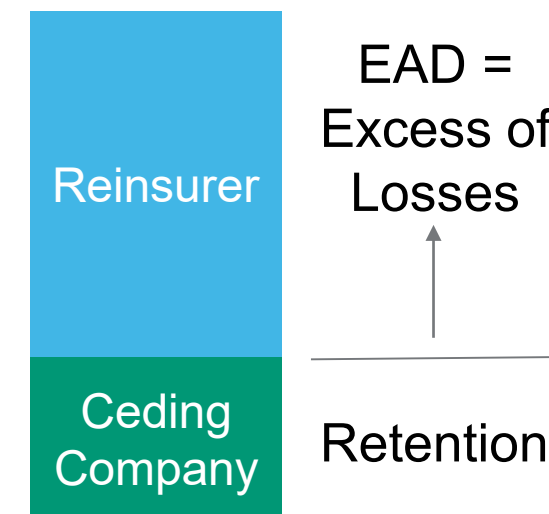 Reinsurer
EAD =
Excess of
Losses
Ceding
Company
Retention